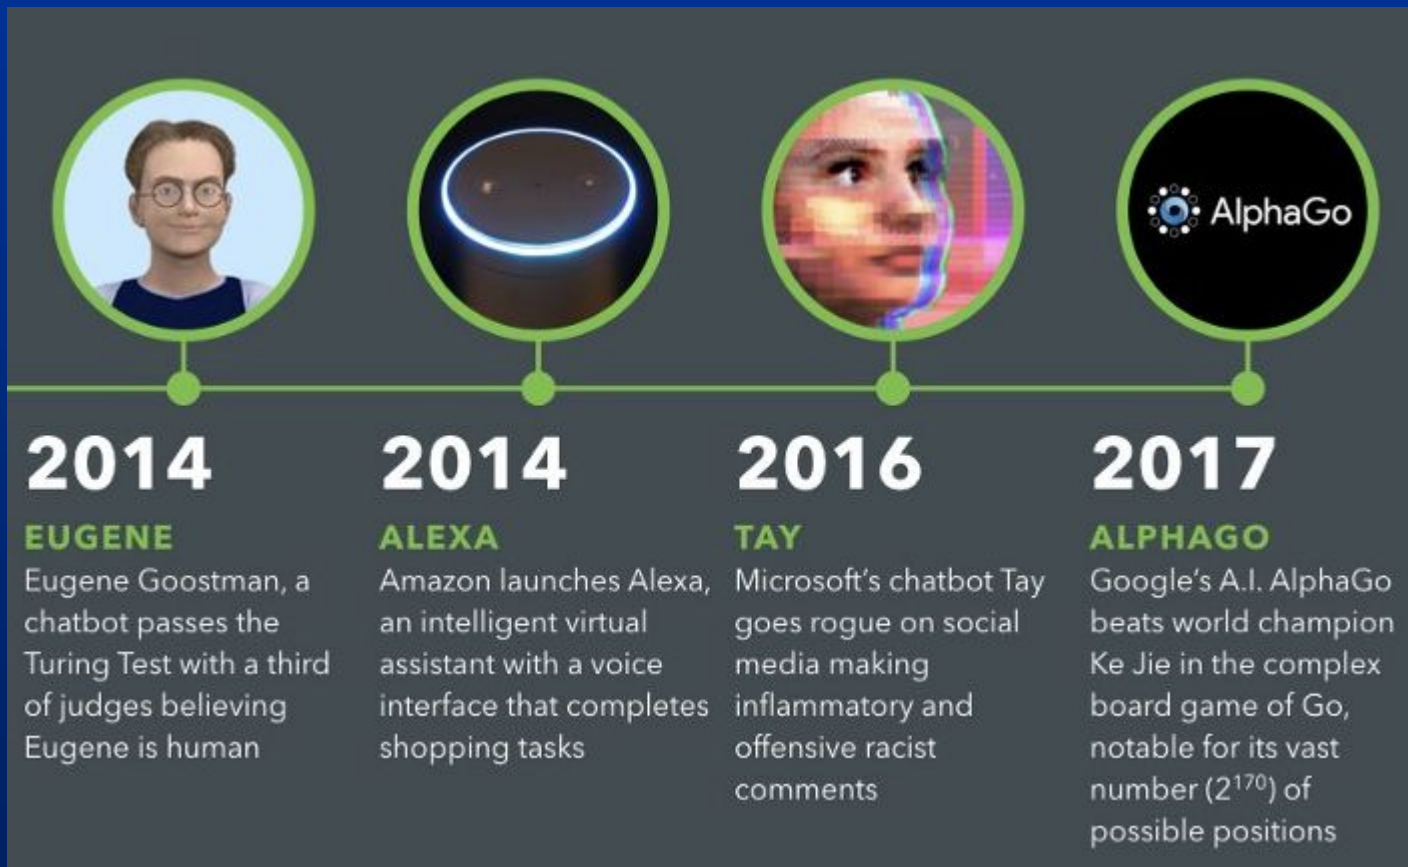 AlphaGo
2014
EUGENE
Eugene Goostman, a
chatbot passes the
Turing Test with a third
of judges believing
Eugene is human
2014
ALEXA
Amazon launches Alexa,
an intelligent virtual
assistant with a voice
interface that completes
shopping tasks
2016
TAY
Microsoft's chatbot Tay
goes rogue on social
media making
inflammatory and
offensive racist
comments
2017
ALPHAGO
Google's A.I. AlphaGo
beats world champion
Ke Jie in the complex
board game of Go,
notable for its vast
number (2¹⁷⁰) of
possible positions